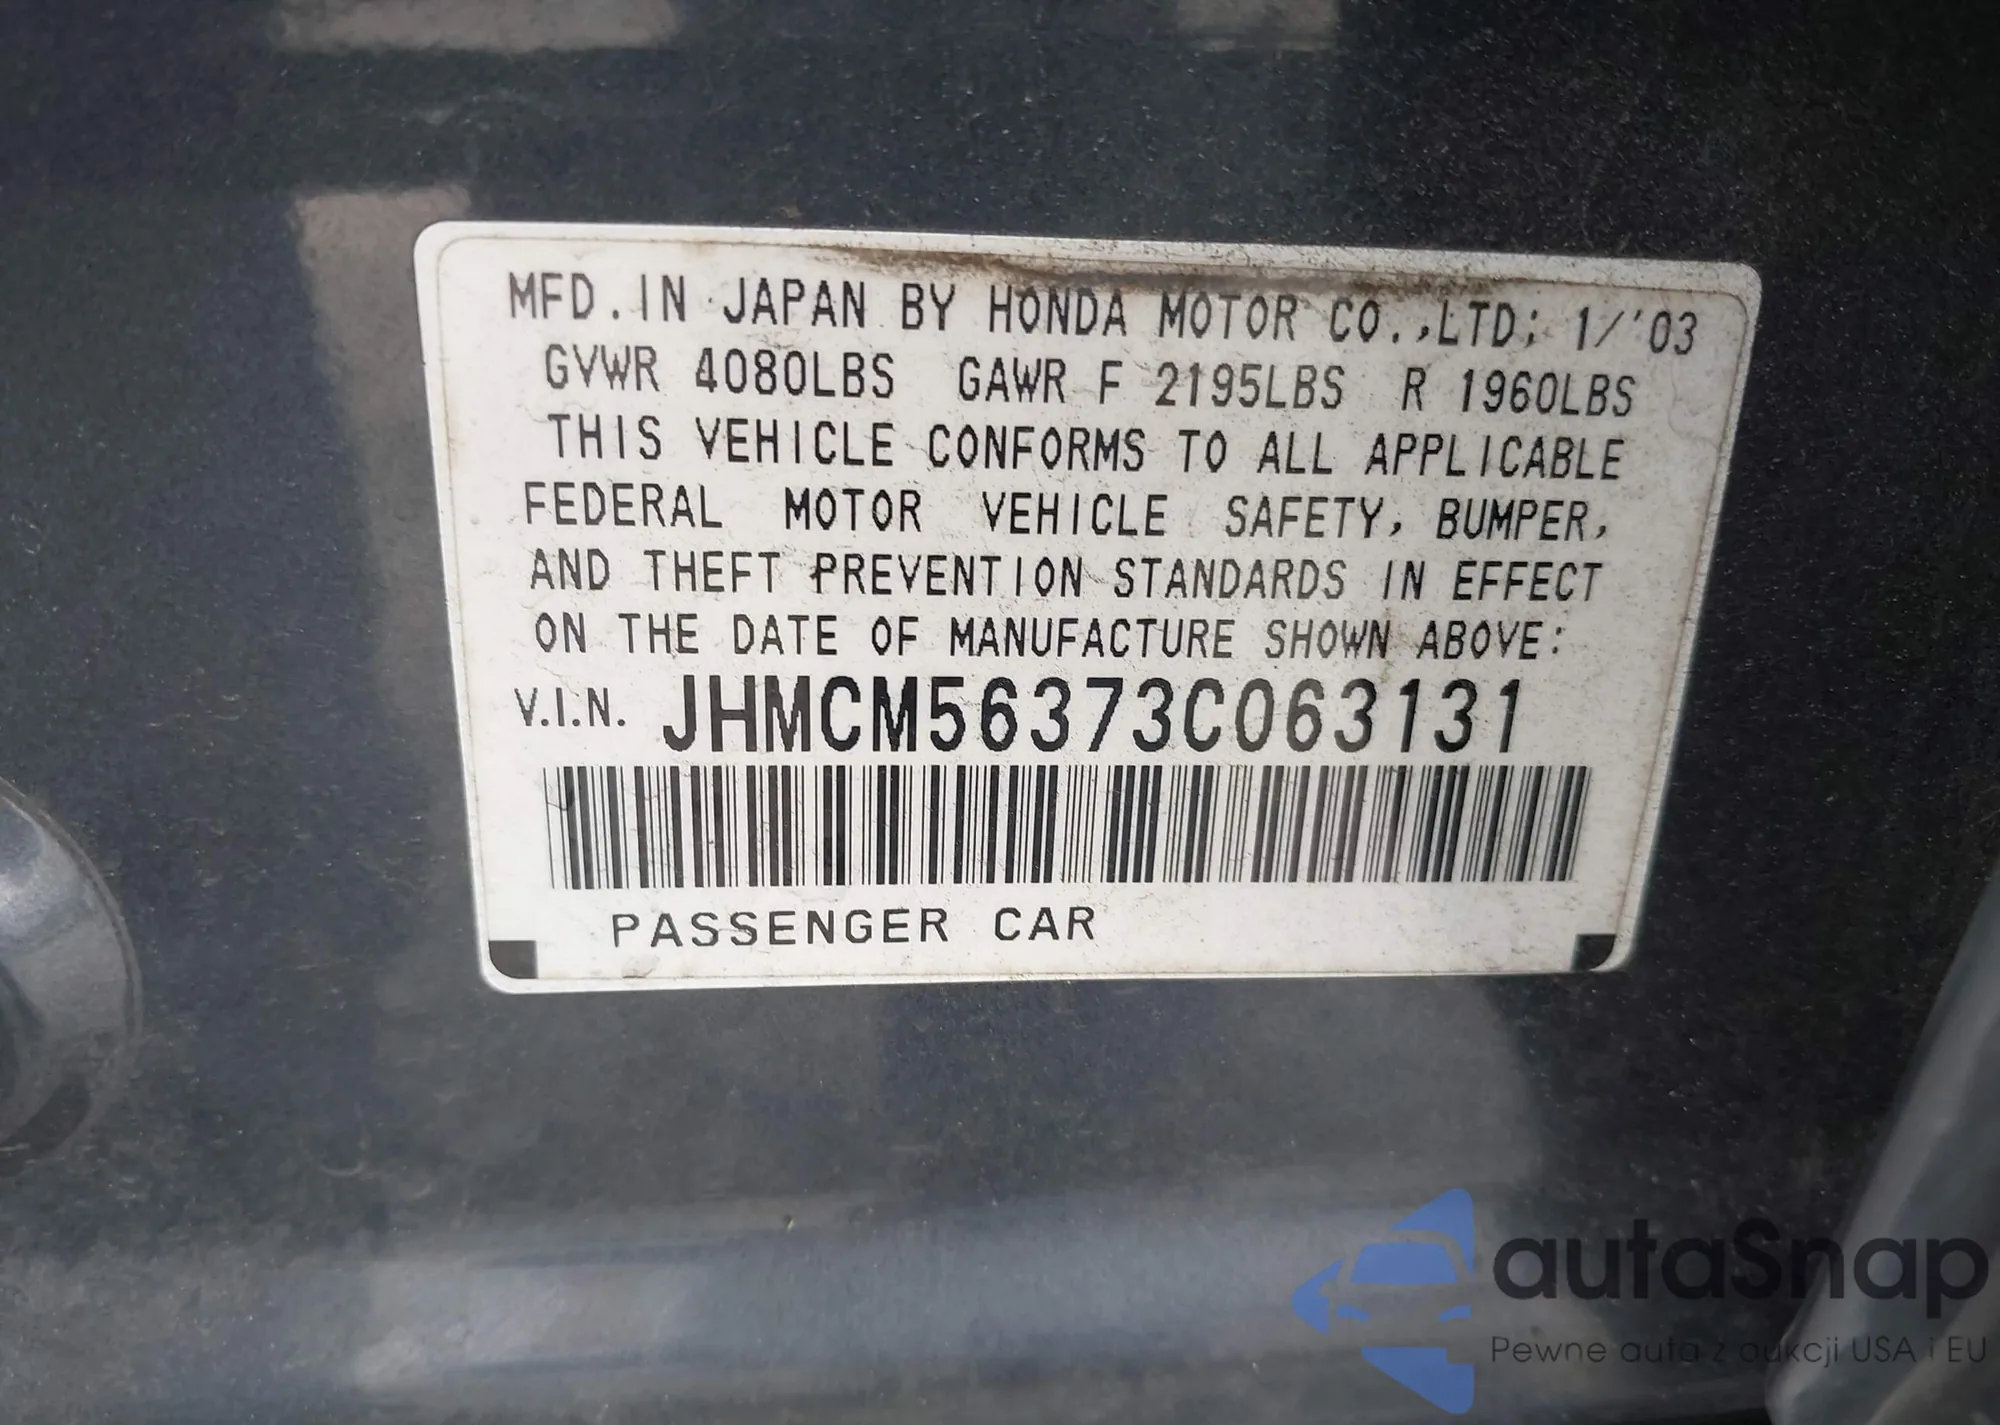 MFD. IN JAPAN BY HONDA MOTOR CO.,LTD; 1/'03
GVWR 4080LBS GAWR F 2195LBS R 1960LBS
THIS VEHICLE CONFORMS TO ALL APPLICABLE
FEDERAL MOTOR VEHICLE SAFETY, BUMPER,
AND THEFT PREVENTION STANDARDS IN EFFECT
ON THE DATE OF MANUFACTURE SHOWN ABOVE:
V.I.N. JHMCM56373C063131
PASSENGER CAR
autaSnap
Pewne auta z aukcji USA i EU